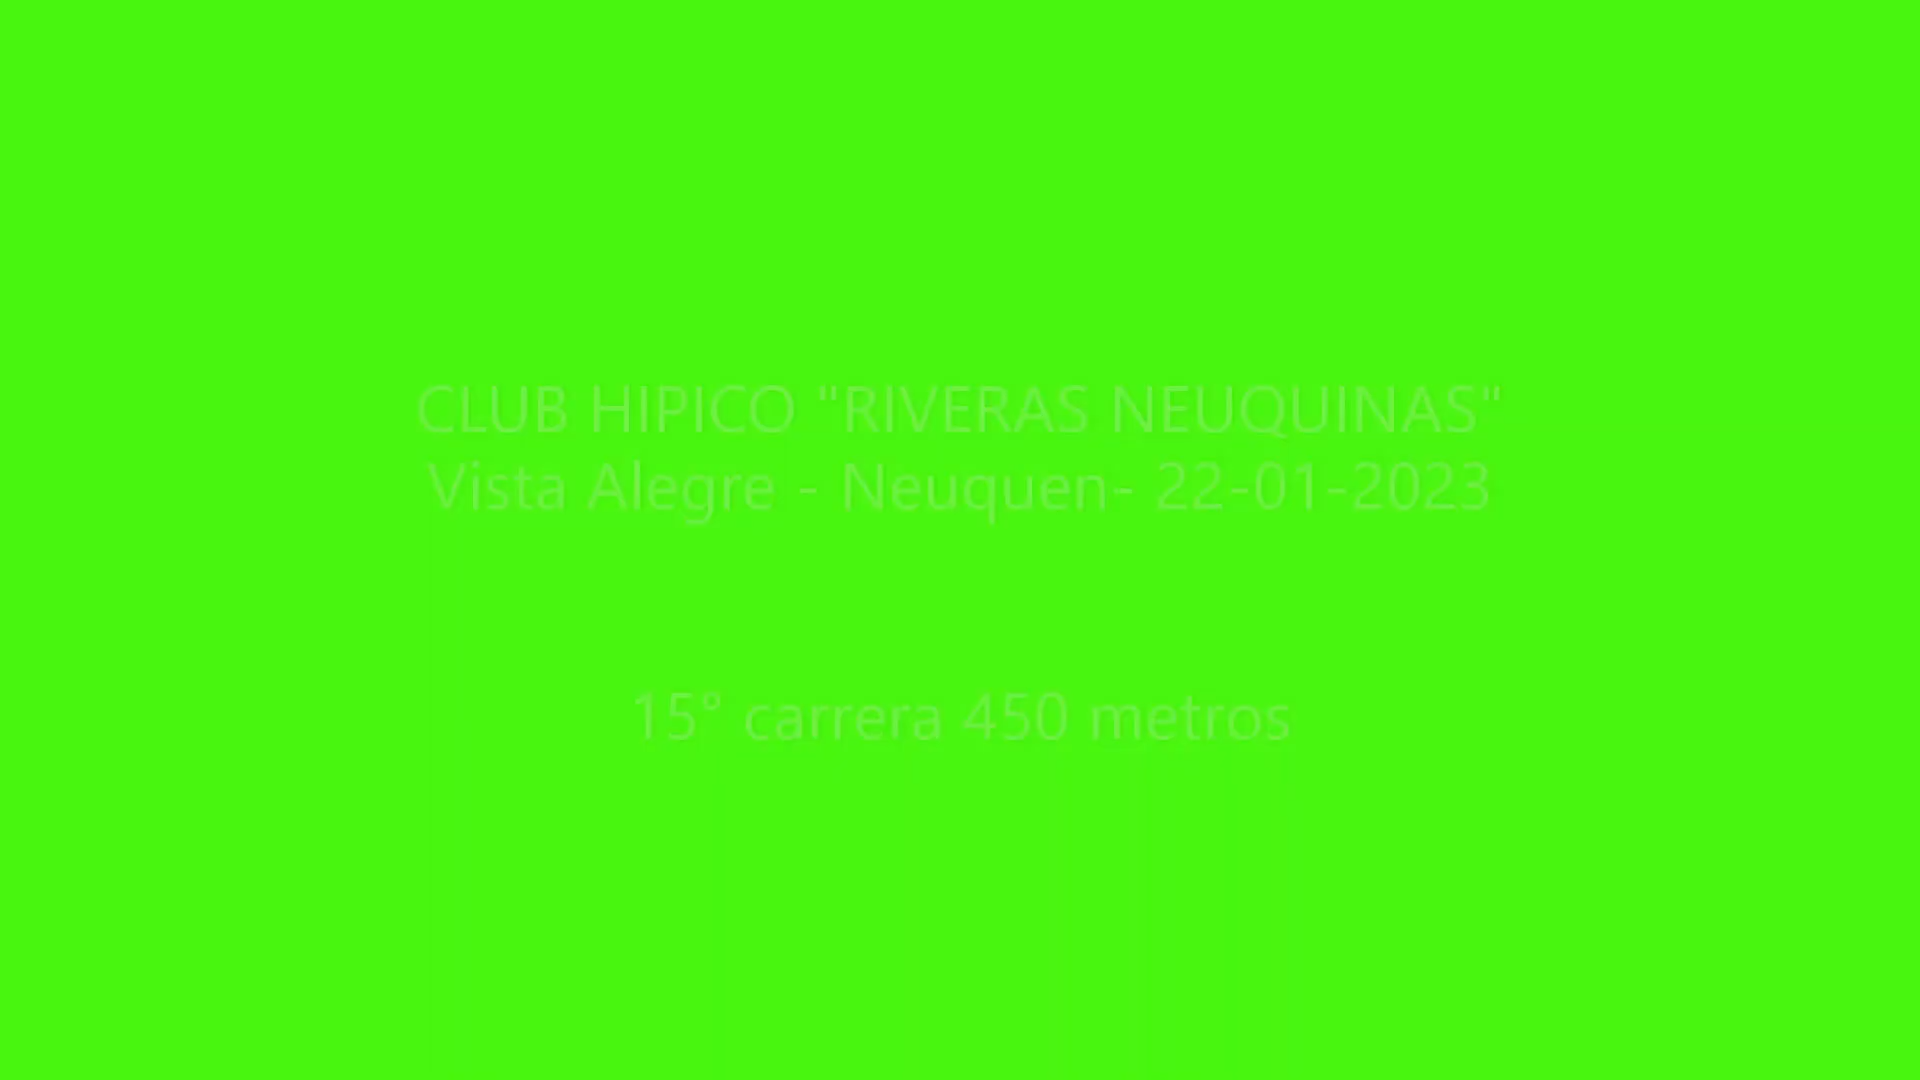 CLUB HIPICO "RIVERAS NEUQUINAS"
Vista Alegre - Neuquen- 22-01-2023
15° carrera 450 metros